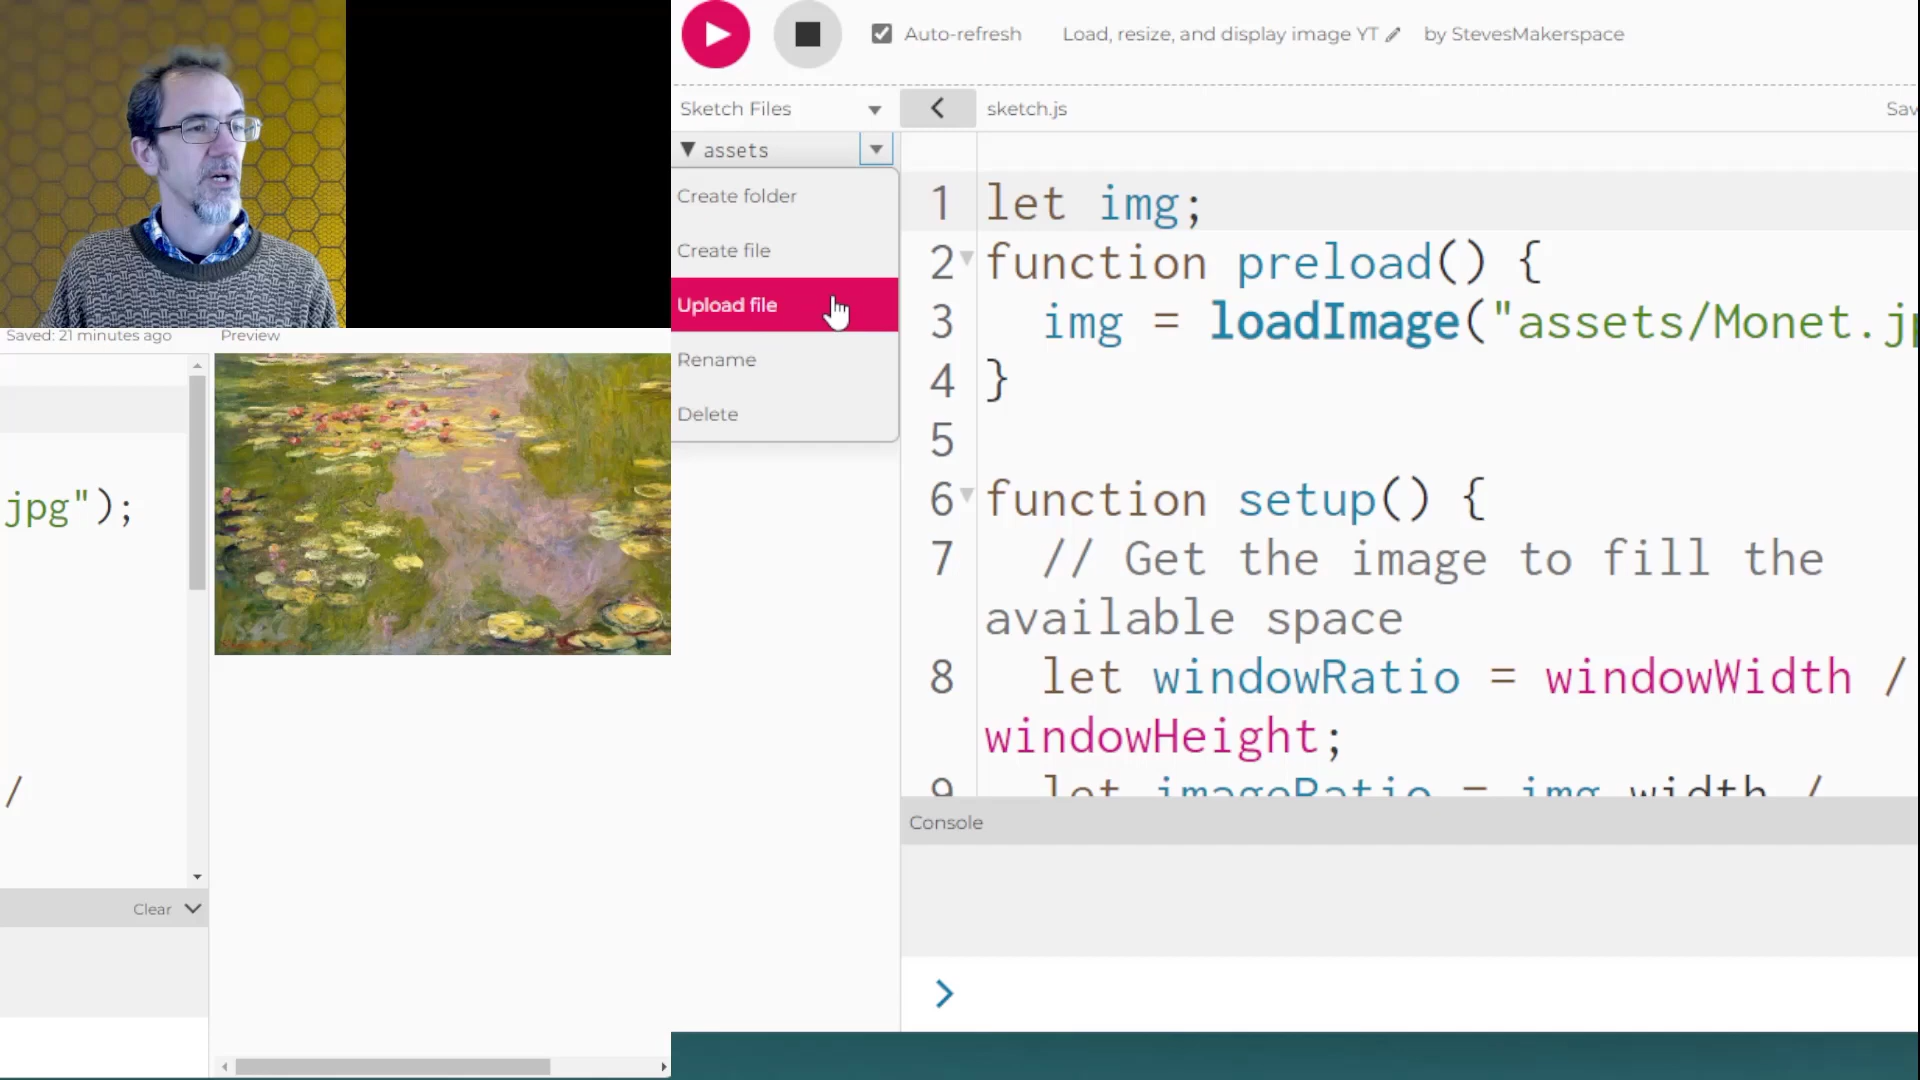 Auto-refresh
Load, resize, and display image YT
by StevesMakerspace
Sketch Files
sketch.js
Sav
assets
Create folder
Create file
Upload file
Rename
Delete
1 let img;
2 function preload() {
3 img = loadImage("assets/Monet.jp
4 }
5
6 function setup() {
7 // Get the image to fill the
available space
8 let windowRatio = windowWidth /
windowHeight;
9 let imageRatio = img.width /
Console
Saved: 21 minutes ago
Preview
jpg");
/
Clear